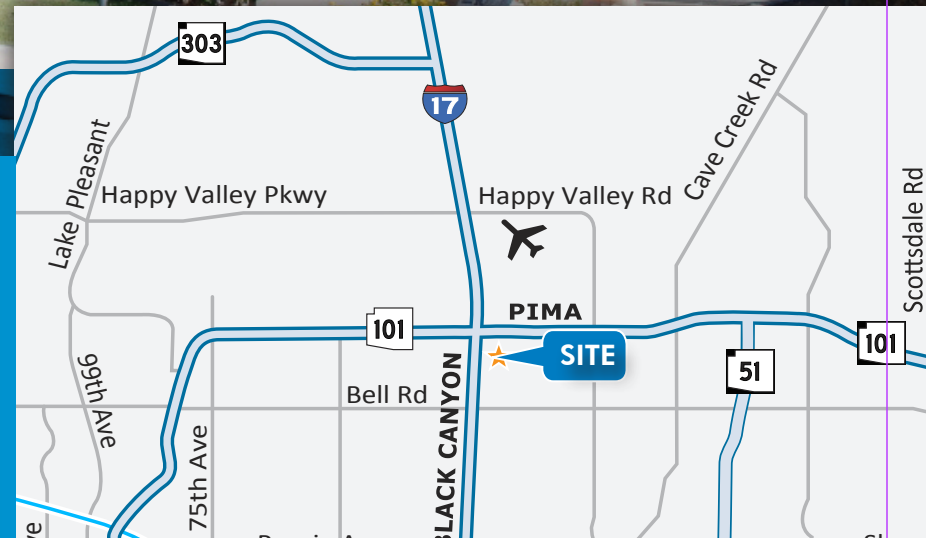 303
17
Lake Pleasant
Cave Creek Rd
Scottsdale Rd
Happy Valley Pkwy
Happy Valley Rd
PIMA
101
SITE
101
51
99th Ave
Bell Rd
BLACK CANYON
75th Ave